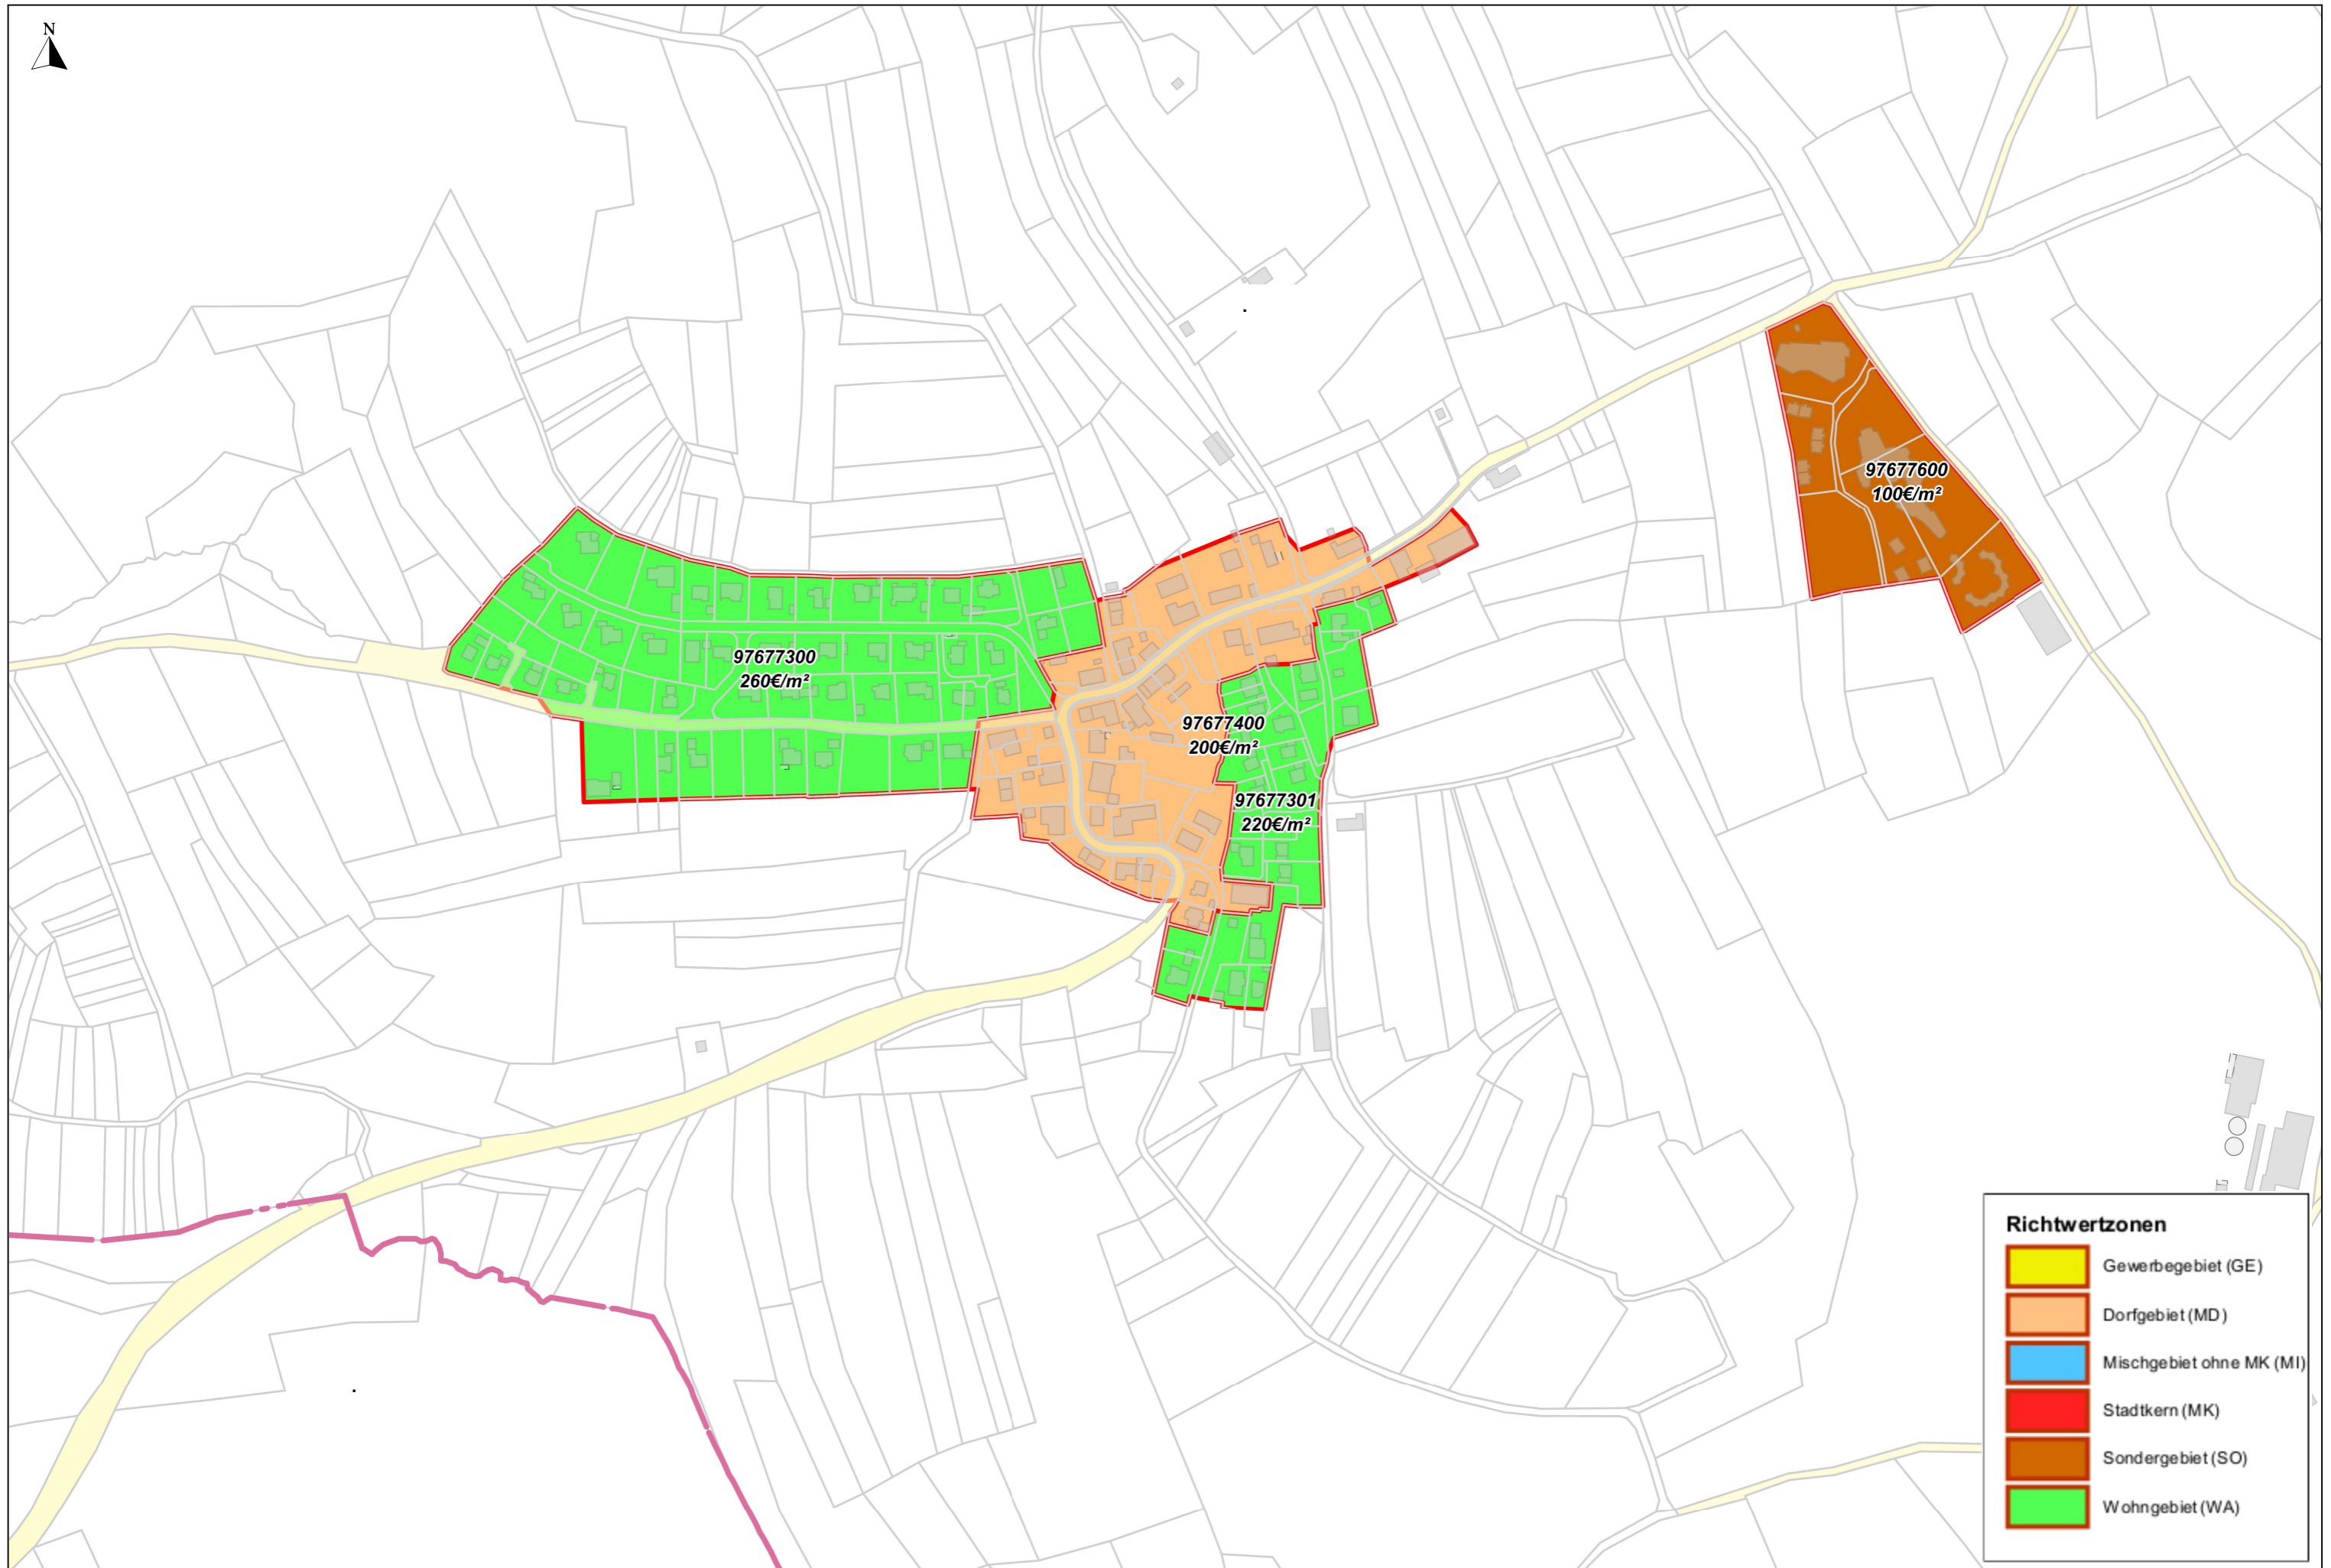 N
97677600
100€/m²
97677300
260€/m²
97677400
200€/m²
97677301
220€/m²
Richtwertzonen
Gewerbegebiet (GE)
Dorfgebiet (MD)
Mischgebiet ohne MK (MI)
Stadtkern (MK)
Sondergebiet (SO)
Wohngebiet (WA)